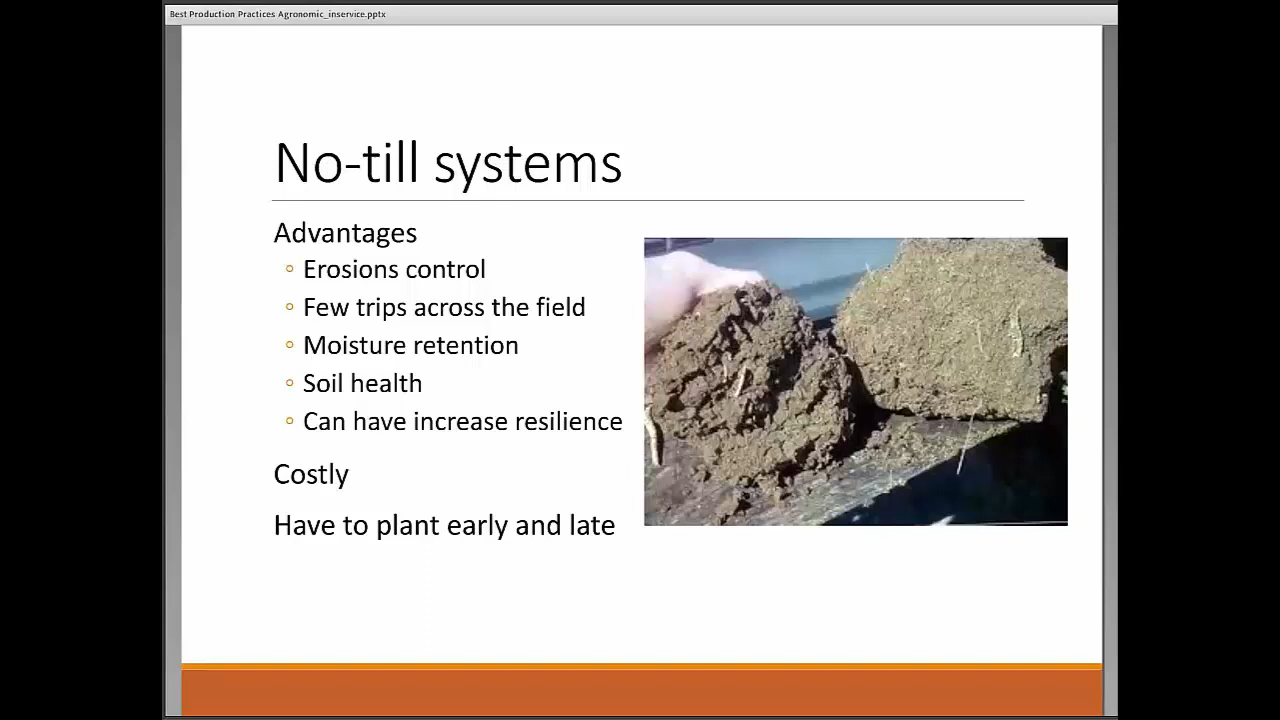 Best Production Practices Agronomic_inservice.pptx
No-till systems
Advantages
Erosions control
Few trips across the field
Moisture retention
Soil health
Can have increase resilience
Costly
Have to plant early and late